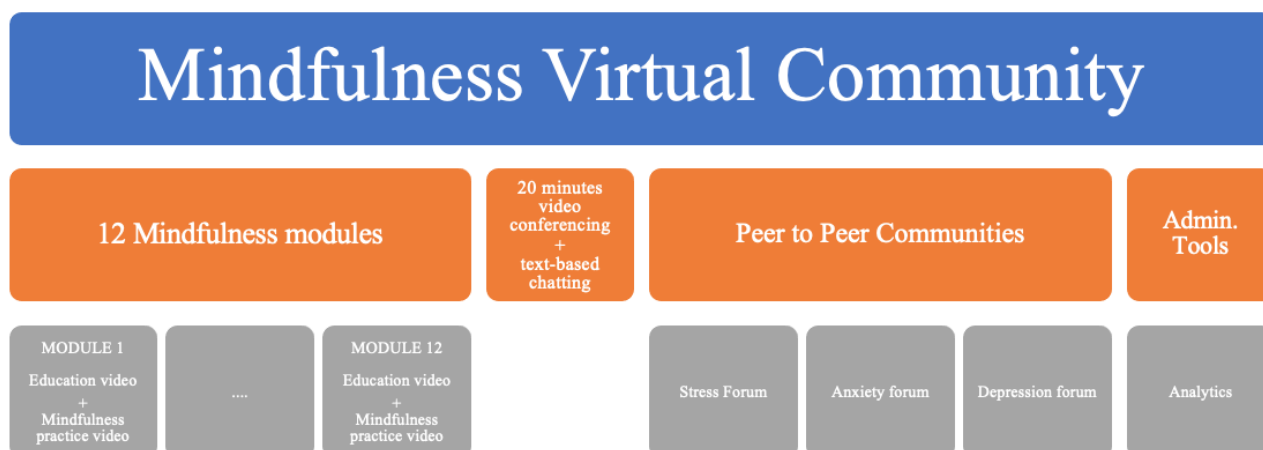 Mindfulness Virtual Community
12 Mindfulness modules
20 minutes
video
conferencing
+
text-based
chatting
Peer to Peer Communities
Admin.
Tools
MODULE 1
Education video
+
Mindfulness
practice video
....
MODULE 12
Education video
+
Mindfulness
practice video
Stress Forum
Anxiety forum
Depression forum
Analytics